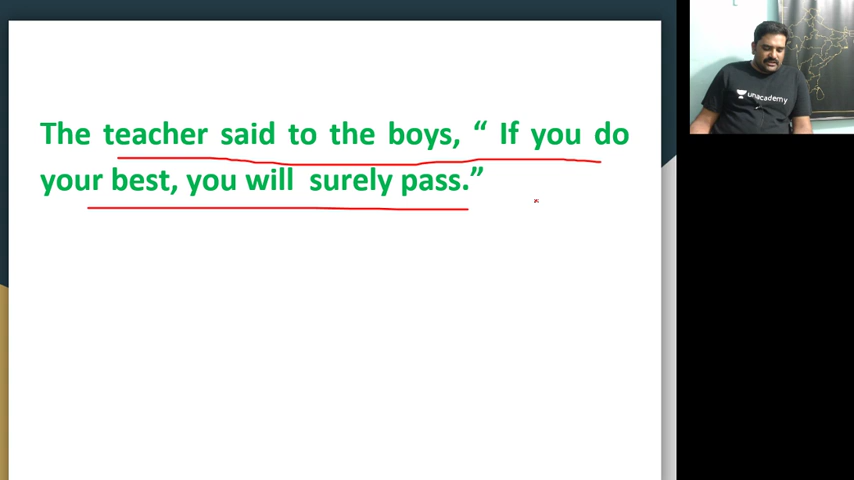 The teacher said to the boys, “ If you do
your best, you will surely pass.”
unacademy